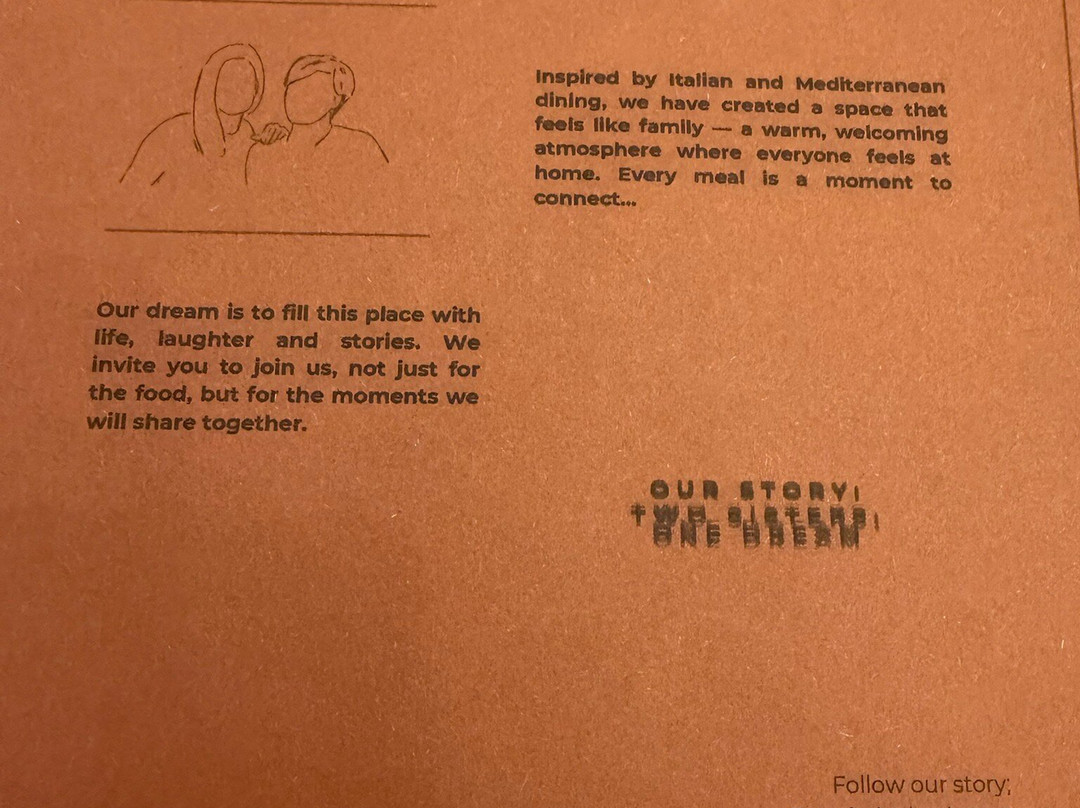 Inspired by Italian and Mediterranean
dining, we have created a space that
feels like family — a warm, welcoming
atmosphere where everyone feels at
home. Every meal is a moment to
connect...
Our dream is to fill this place with
life, laughter and stories. We
invite you to join us, not just for
the food, but for the moments we
will share together.
OUR STORY:
TWO SISTERS,
ONE DREAM
Follow our story;